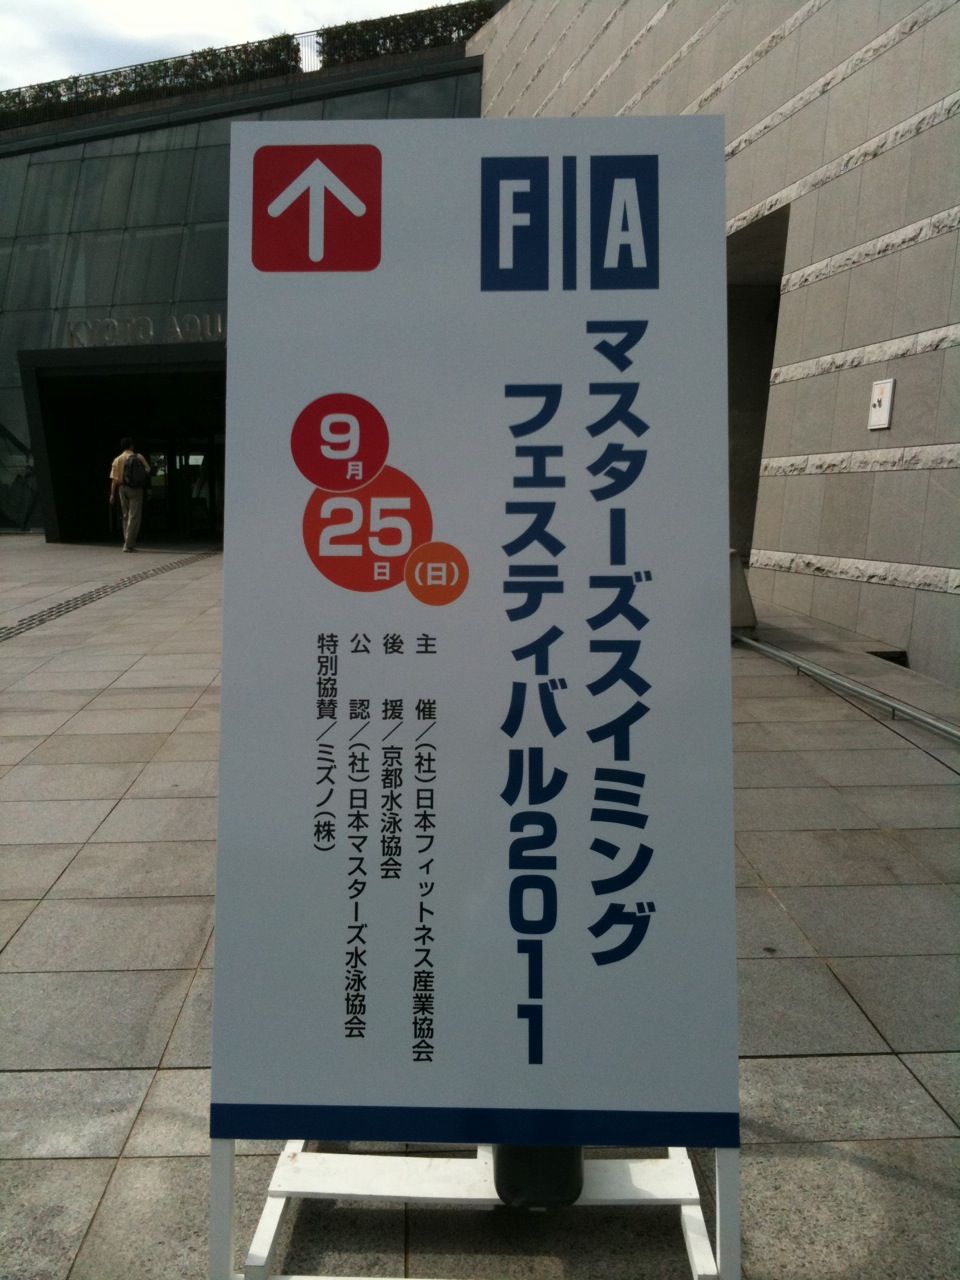 FIA
マスターズスイミング
フェスティバル2011
9月
25日
(日)
主催/(社)日本フィットネス産業協会
後援/京都水泳協会
公認/(社)日本マスターズ水泳協会
特別協賛/ミズノ(株)
KYOTO AQU